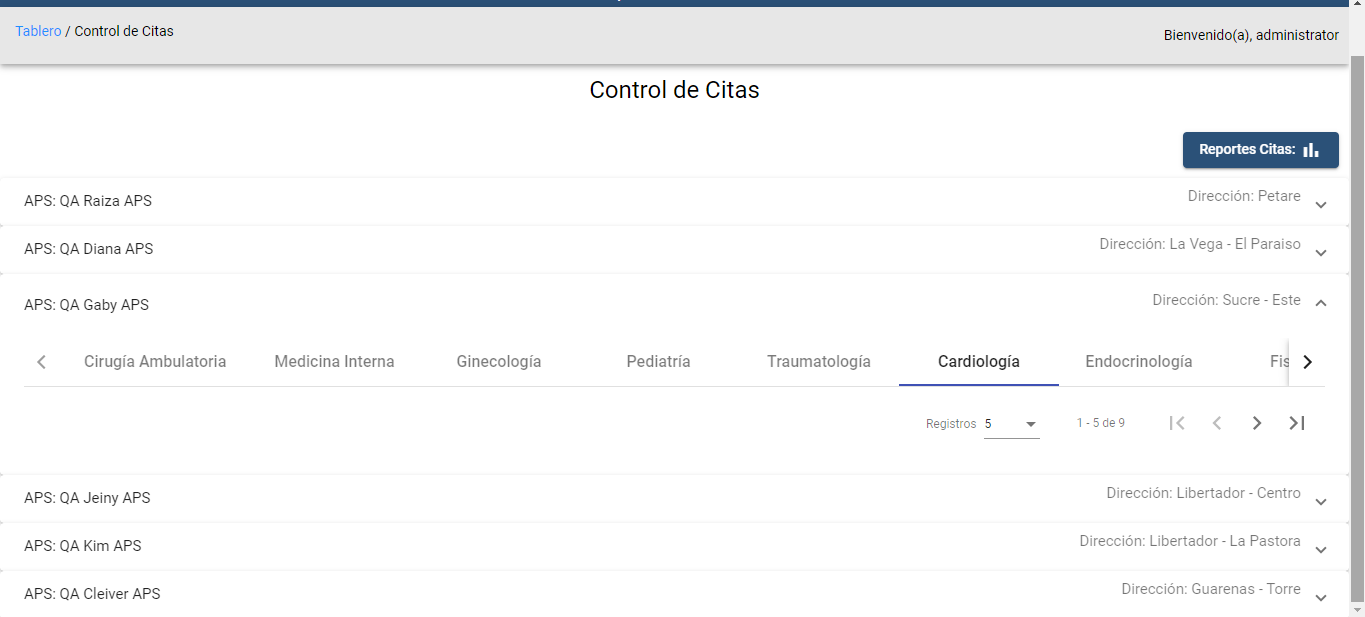 Tablero / Control de Citas
Bienvenido(a), administrator
Control de Citas
Reportes Citas:
APS: QA Raiza APS Dirección: Petare
APS: QA Diana APS Dirección: La Vega - El Paraiso
APS: QA Gaby APS Dirección: Sucre - Este
Cirugía Ambulatoria Medicina Interna Ginecología Pediatría Traumatología Cardiología Endocrinología Fis
Registros 5 1 - 5 de 9
APS: QA Jeiny APS Dirección: Libertador - Centro
APS: QA Kim APS Dirección: Libertador - La Pastora
APS: QA Cleiver APS Dirección: Guarenas - Torre